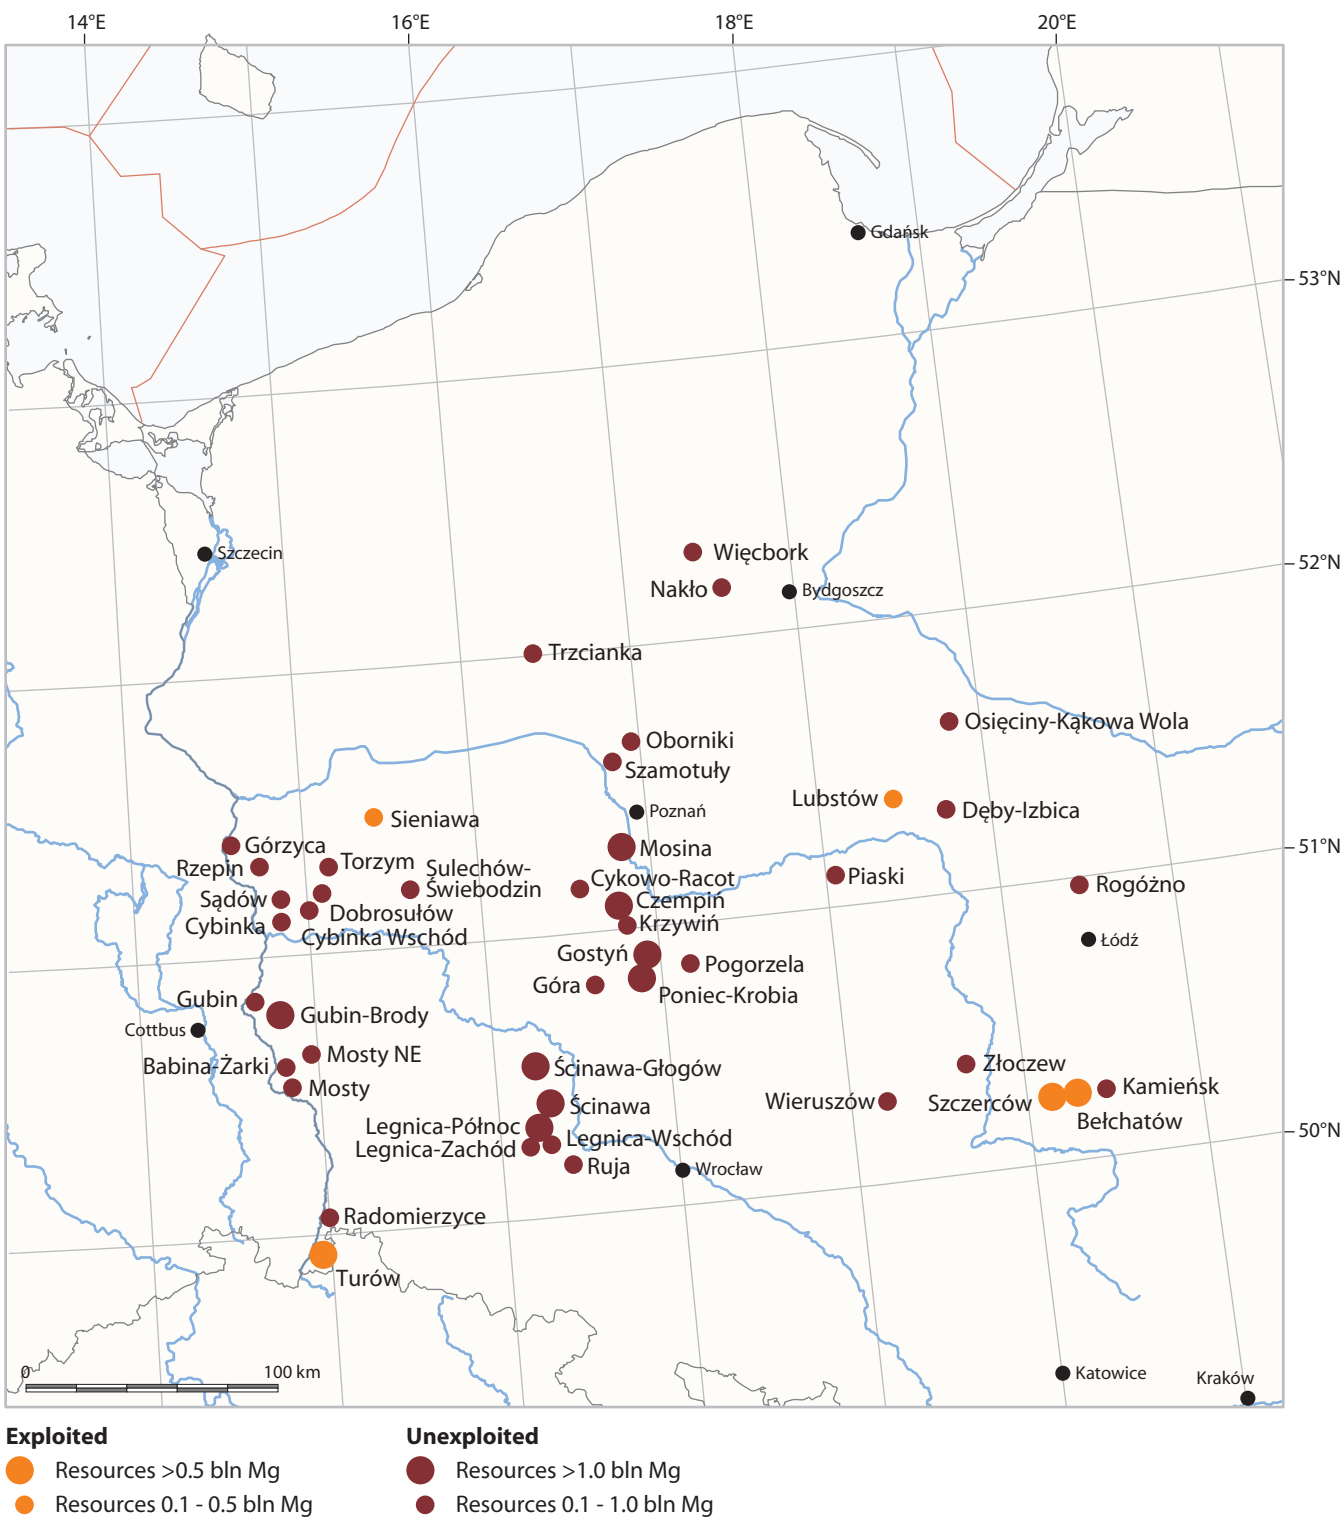 14°E 16°E 18°E 20°E
Gdańsk
53°N
Szczecin
52°N
Więcbork
Nakło
Bydgoszcz
Trzcianka
Osięciny-Kąkowa Wola
Oborniki
Szamotuły
Lubstów
Poznań
Dęby-Izbica
Sieniawa
51°N
Górzyca
Mosina
Rzepin
Torzym
Sulechów-
Świebodzin
Cykowo-Racot
Piaski
Rogóżno
Sądów
Czempiń
Dobrosułów
Cybinka
Krzywiń
Cybinka Wschód
Łódź
Gostyń
Pogorzela
Góra
Poniec-Krobia
Gubin
Gubin-Brody
Cottbus
Mosty NE
Babina-Żarki
Ścinawa-Głogów
Złoczew
Mosty
Kamieńsk
Wieruszów
Szczerców
Ścinawa
Bełchatów
Legnica-Północ
50°N
Legnica-Wschód
Legnica-Zachód
Ruja
Wrocław
Radomierzyce
Turów
0 100 km
Katowice
Kraków
Exploited
Resources >0.5 bln Mg
Resources 0.1 - 0.5 bln Mg
Unexploited
Resources >1.0 bln Mg
Resources 0.1 - 1.0 bln Mg